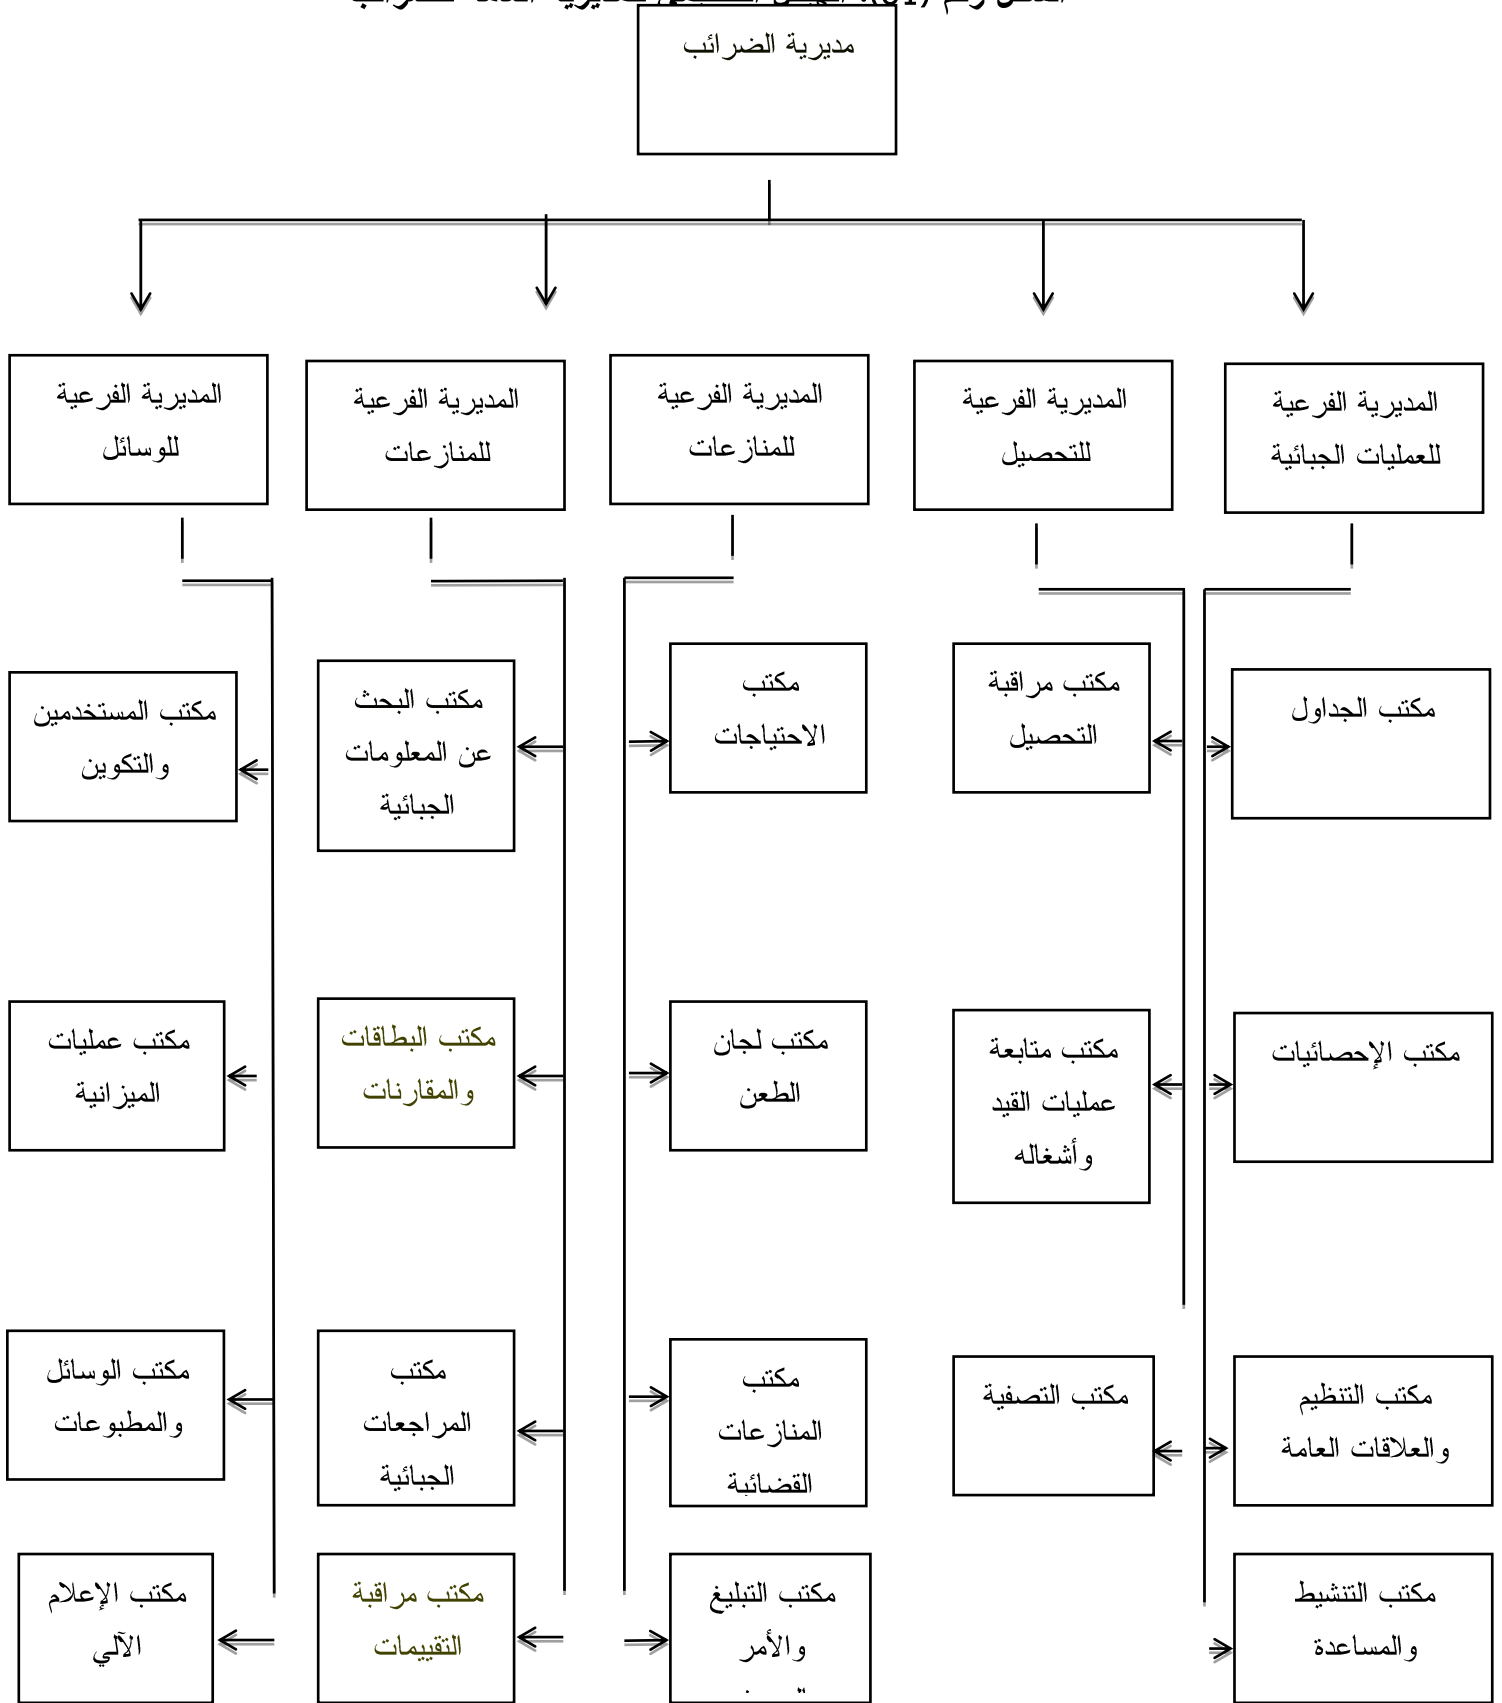 مديرية الضرائب
المديرية الفرعية
للعمليات الجبائية
المديرية الفرعية
للتحصيل
المديرية الفرعية
للمنازعات
المديرية الفرعية
للمنازعات
المديرية الفرعية
للوسائل
مكتب الجداول
مكتب مراقبة
التحصيل
مكتب
الاحتياجات
مكتب البحث
عن المعلومات
الجبائية
مكتب المستخدمين
والتكوين
مكتب الإحصائيات
مكتب متابعة
عمليات القيد
وأشغاله
مكتب لجان
الطعن
مكتب البطاقات
والمقارنات
مكتب عمليات
الميزانية
مكتب التنظيم
والعلاقات العامة
مكتب التصفية
مكتب
المنازعات
القضائية
مكتب
المراجعات
الجبائية
مكتب الوسائل
والمطبوعات
مكتب التنشيط
والمساعدة
مكتب التبليغ
والأمر
مكتب مراقبة
التقييمات
مكتب الإعلام
الآلي